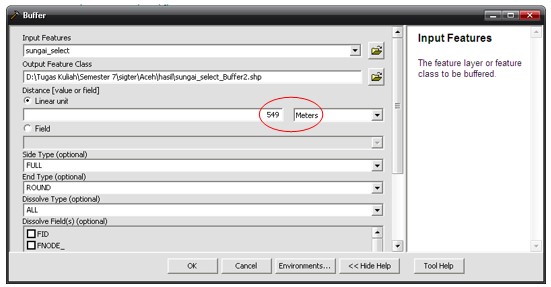 Buffer
Input Features
sungai_select
Output Feature Class
D:\Tugas Kuliah\Semester 7\sigter\Aceh\hasil\sungai_select_Buffer2.shp
Distance [value or field]
Linear unit
549 Meters
Field
Side Type (optional)
FULL
End Type (optional)
ROUND
Dissolve Type (optional)
ALL
Dissolve Field(s) (optional)
FID
FNODE_
OK Cancel Environments... << Hide Help Tool Help
Input Features
The feature layer or feature
class to be buffered.